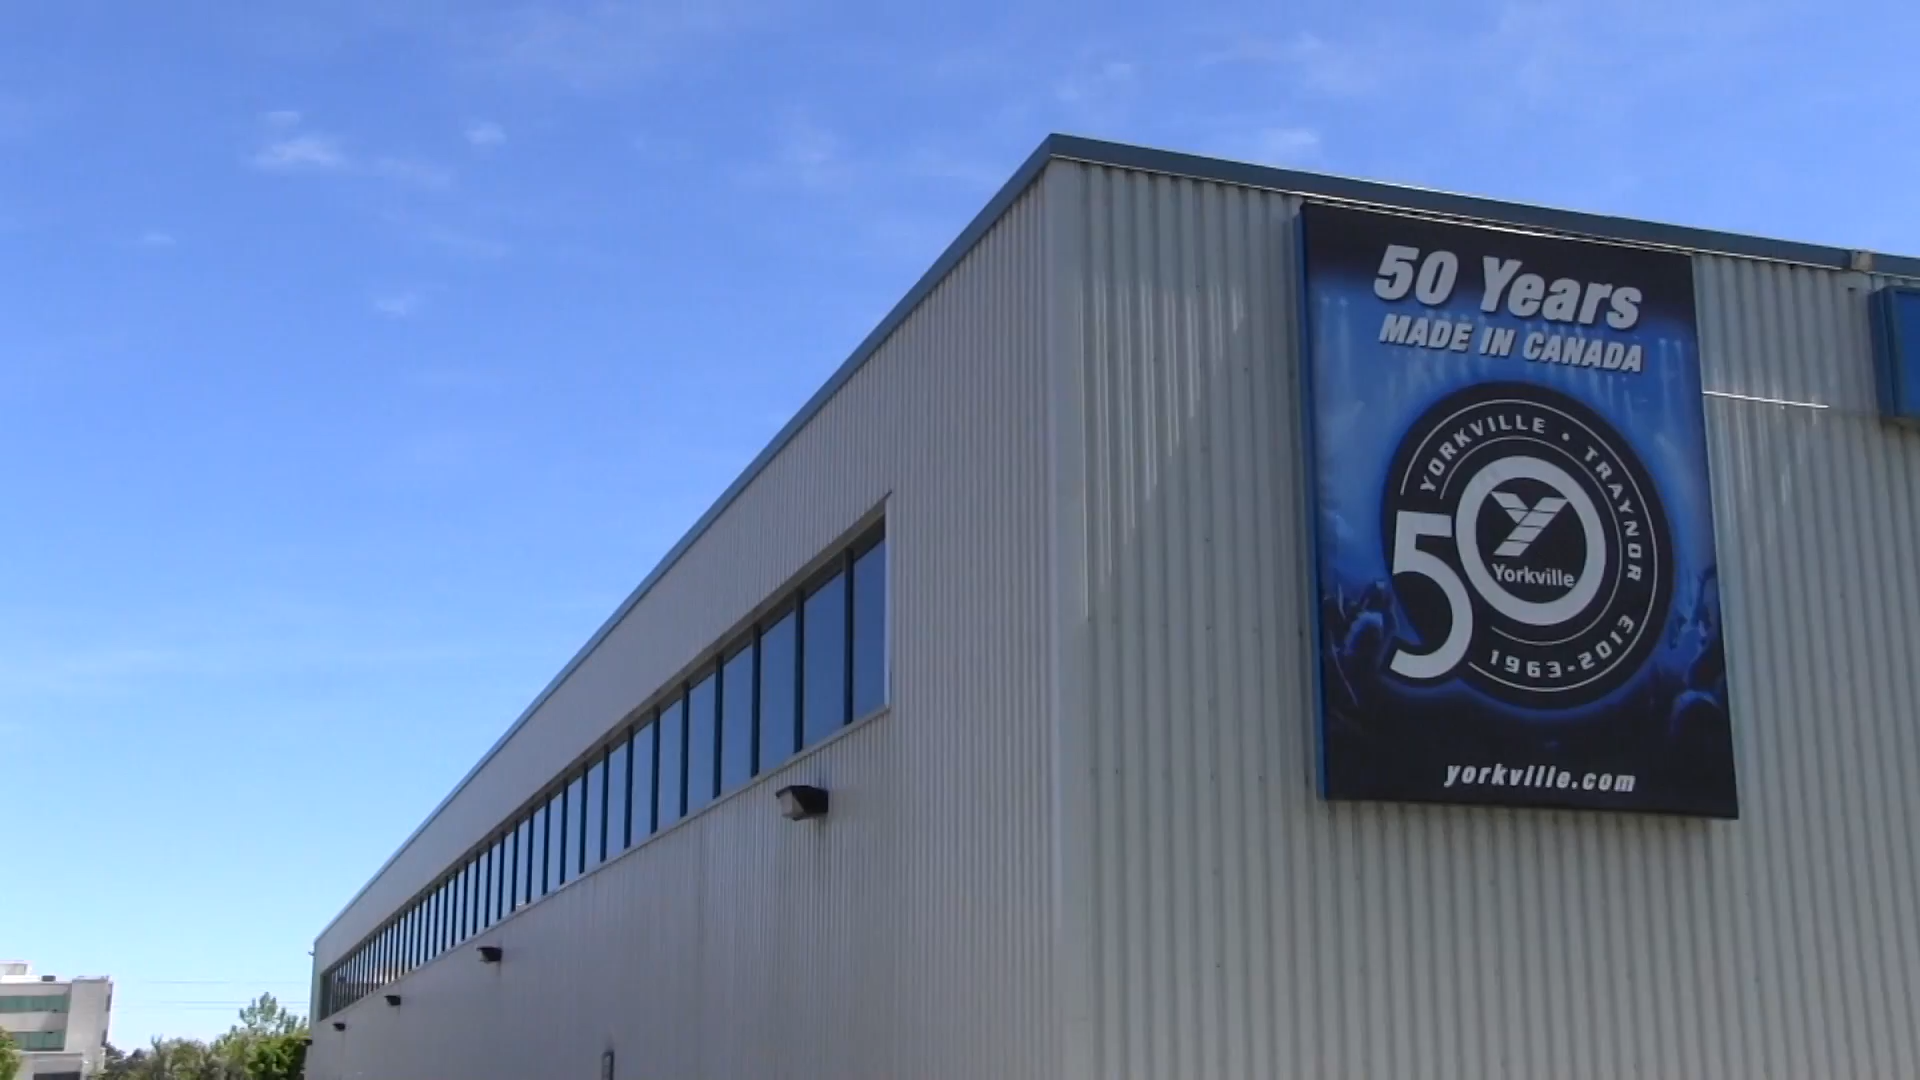 50 Years
MADE IN CANADA
YORKVILLE • TRAYNOR
50
Yorkville
1963-2013
yorkville.com